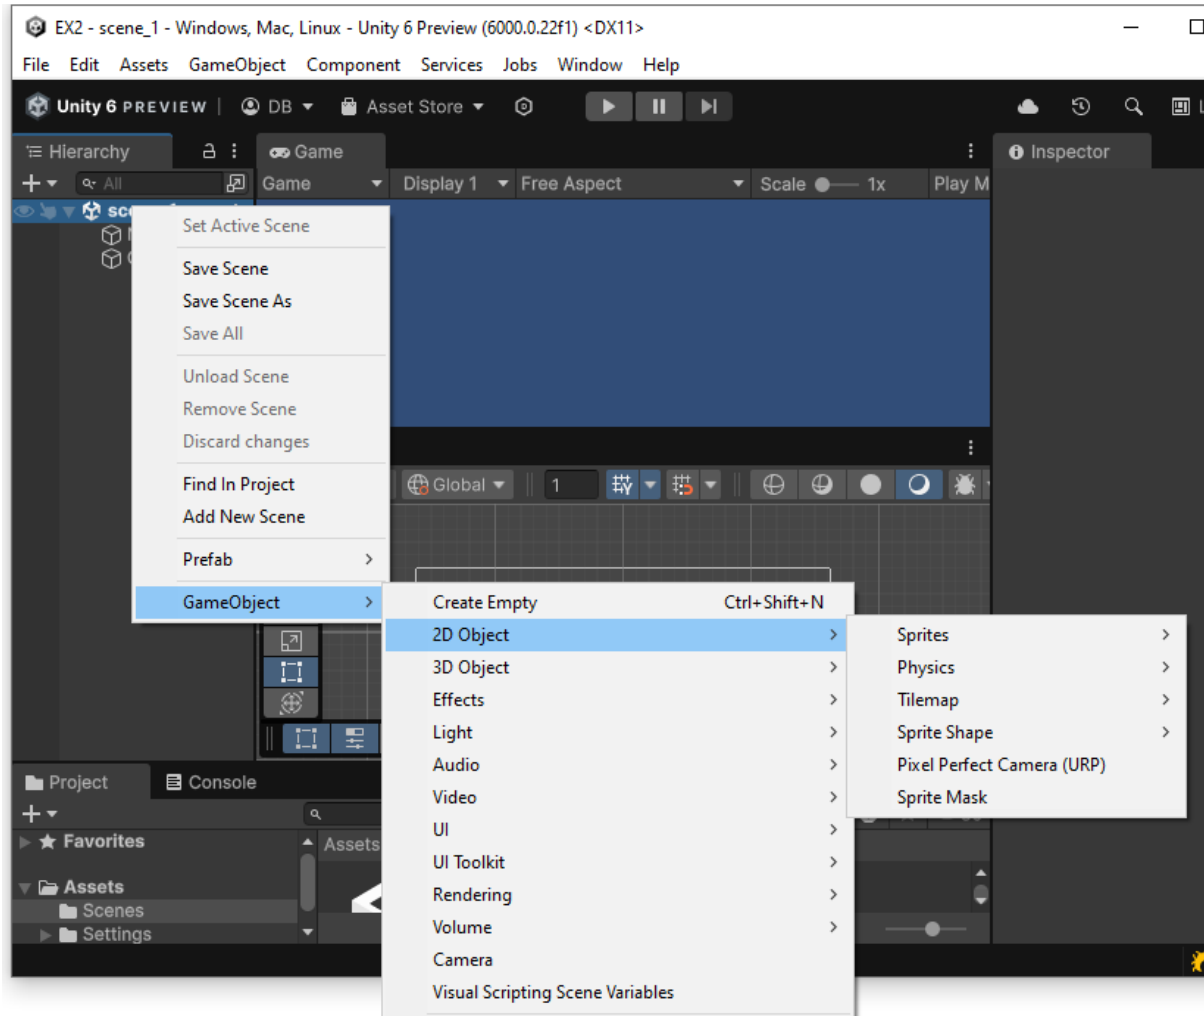 EX2 - scene_1 - Windows, Mac, Linux - Unity 6 Preview (6000.0.22f1) <DX11>
File Edit Assets GameObject Component Services Jobs Window Help
Unity 6 PREVIEW DB Asset Store
Hierarchy Game Inspector
All Game Display 1 Free Aspect Scale 1x Play M
Set Active Scene
Save Scene
Save Scene As
Save All
Unload Scene
Remove Scene
Discard changes
Find In Project
Add New Scene
Prefab
GameObject
Global 1
Create Empty Ctrl+Shift+N
2D Object
3D Object
Effects
Light
Audio
Video
UI
UI Toolkit
Rendering
Volume
Camera
Visual Scripting Scene Variables
Sprites
Physics
Tilemap
Sprite Shape
Pixel Perfect Camera (URP)
Sprite Mask
Project Console
Favorites
Assets
Assets
Scenes
Settings